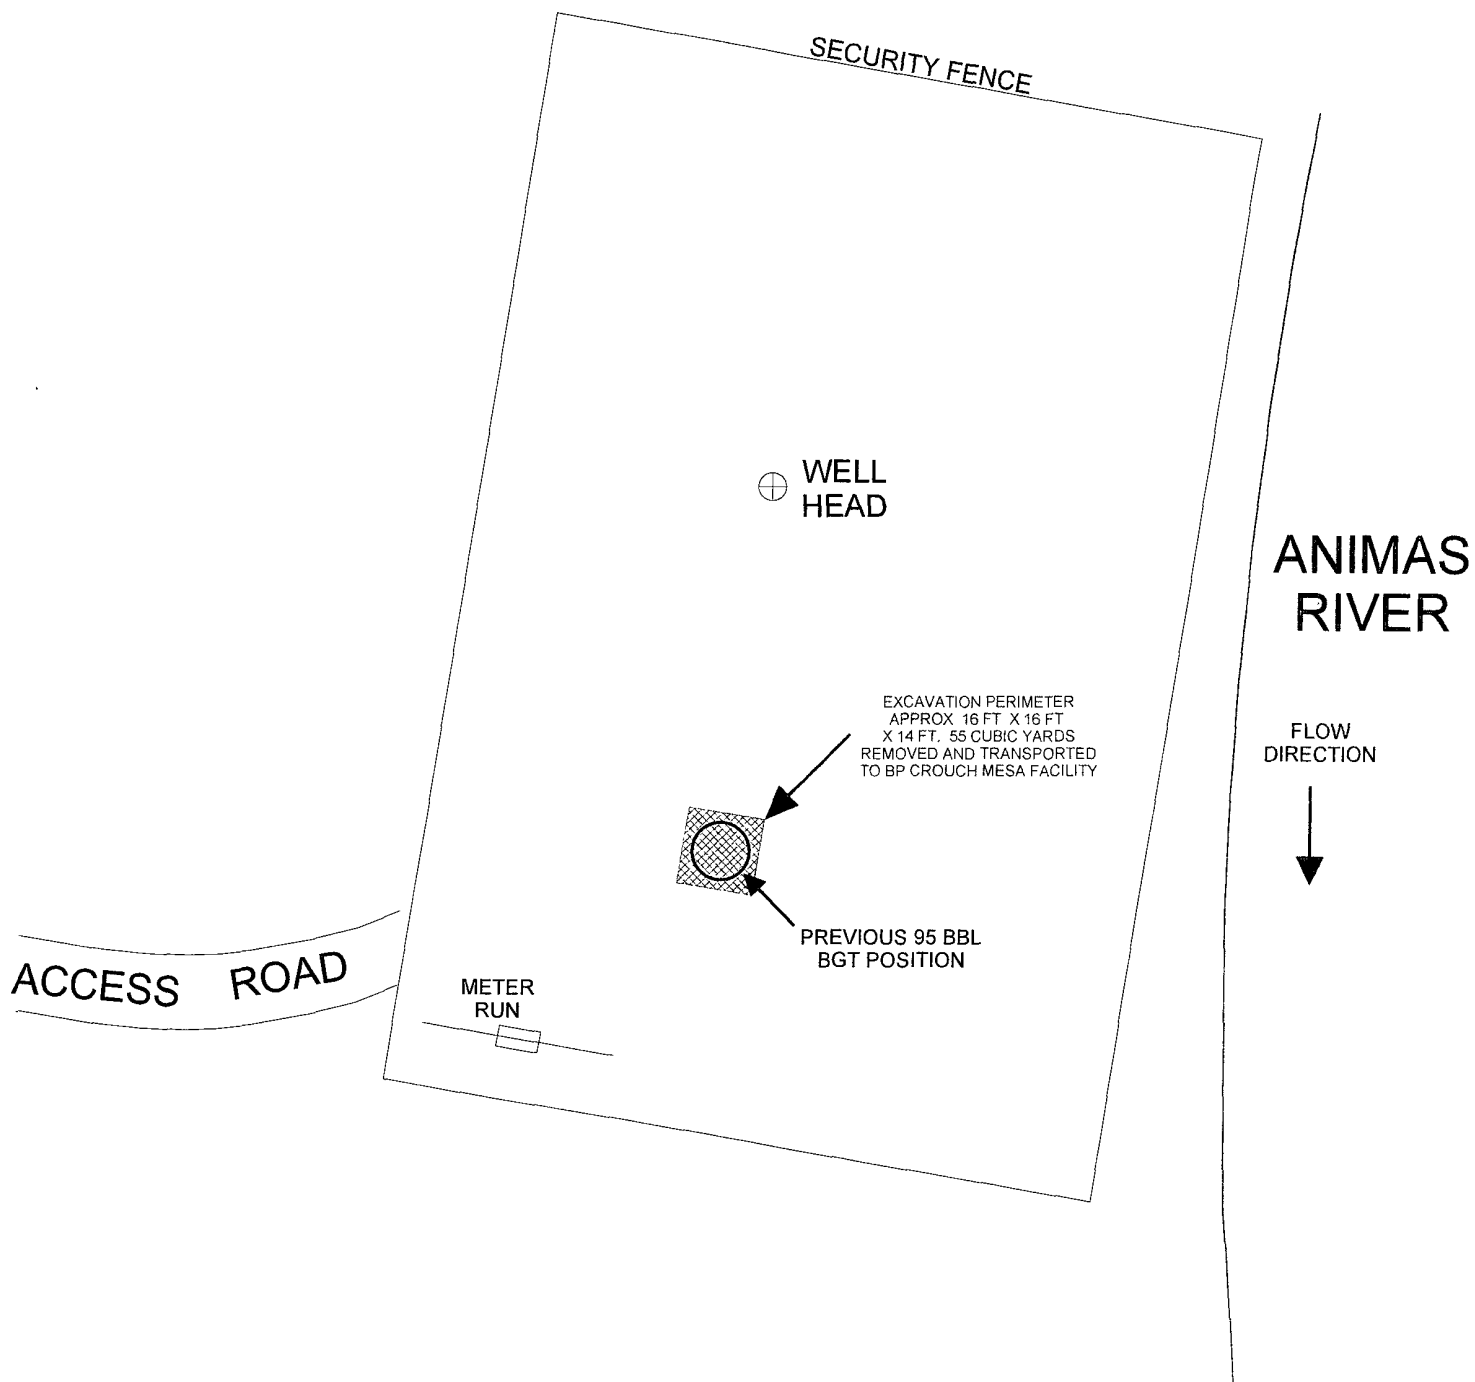 SECURITY FENCE
WELL
HEAD
ANIMAS
RIVER
EXCAVATION PERIMETER
APPROX 16 FT X 16 FT
X 14 FT. 55 CUBIC YARDS
REMOVED AND TRANSPORTED
TO BP CROUCH MESA FACILITY
FLOW
DIRECTION
PREVIOUS 95 BBL
BGT POSITION
ACCESS ROAD
METER
RUN